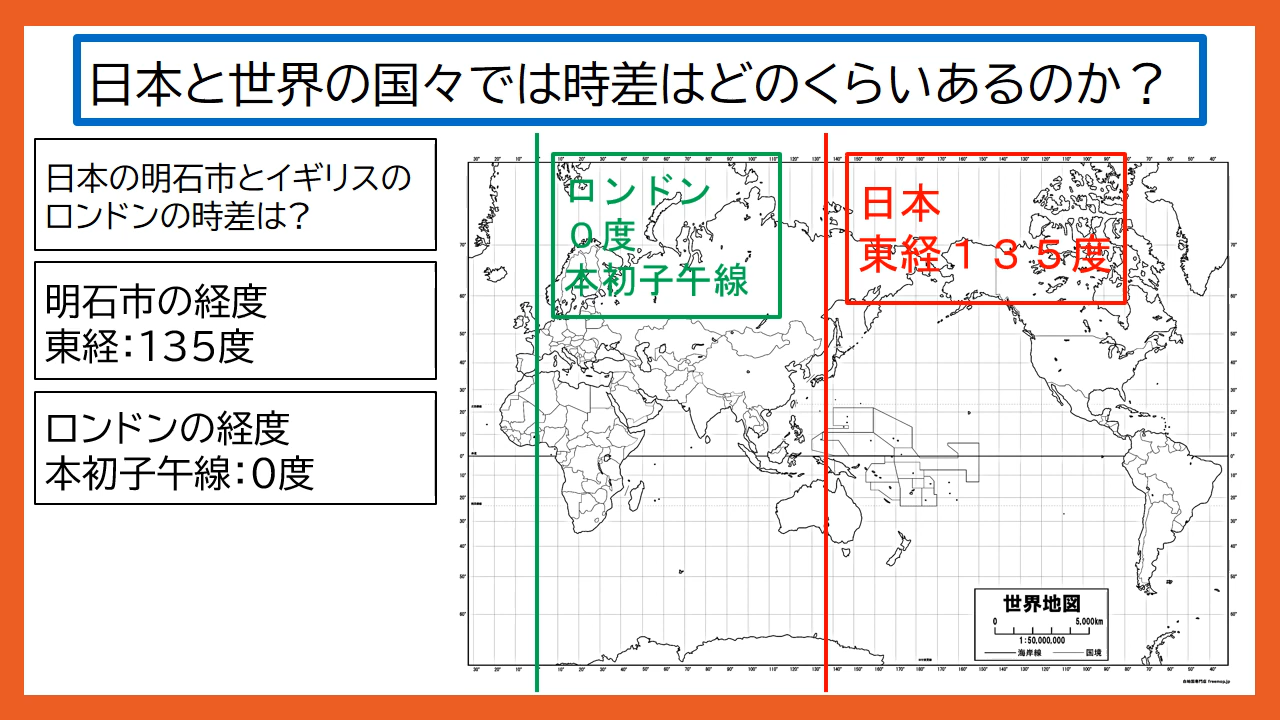 日本と世界の国々では時差はどのくらいあるのか？
日本の明石市とイギリスの
ロンドンの時差は？
明石市の経度
東経：135度
ロンドンの経度
本初子午線：0度
ロンドン
０度
本初子午線
日本
東経１３５度
世界地図
0 5,000km
1:50,000,000
海岸線 国境